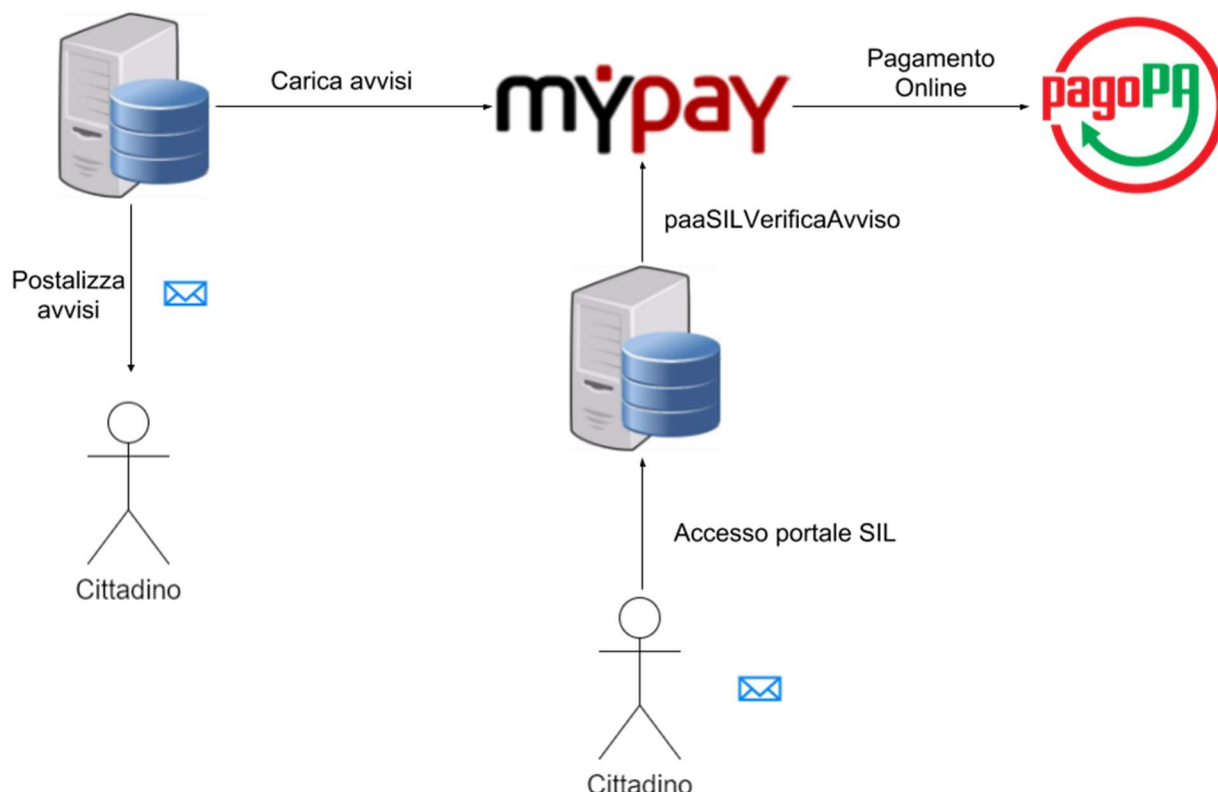 Carica avvisi
mypay
Pagamento
Online
pagoPA
paaSILVerificaAvviso
Postalizza
avvisi
Accesso portale SIL
Cittadino
Cittadino